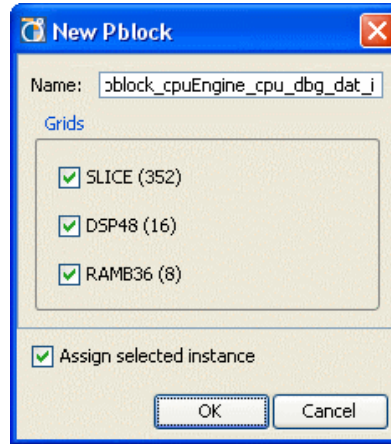 New Pblock
Name: pblock_cpuEngine_cpu_dbg_dat_i
Grids
SLICE (352)
DSP48 (16)
RAMB36 (8)
Assign selected instance
OK Cancel